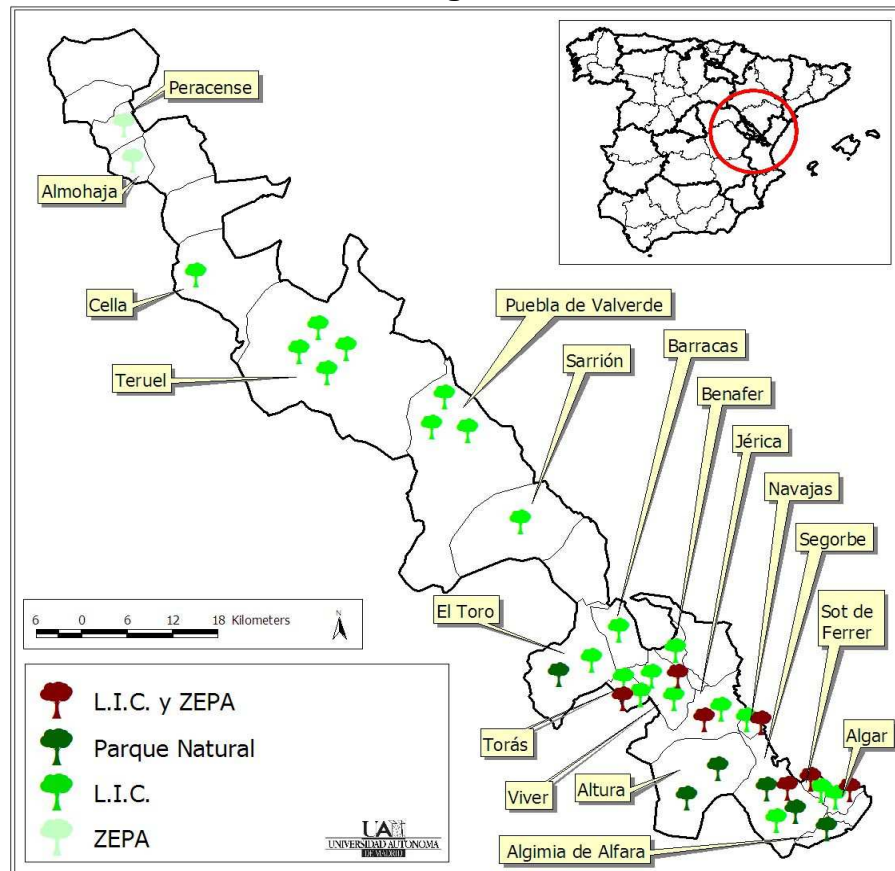 Peracense
Almohaja
Cella
Teruel
Puebla de Valverde
Barracas
Sarrión
Benafer
Jérica
Navajas
Segorbe
Sot de
Ferrer
El Toro
Algar
Torás
Viver
Altura
Algimia de Alfara
6 0 6 12 18 Kilometers
N
L.I.C. y ZEPA
Parque Natural
L.I.C.
ZEPA
UA
UNIVERSIDAD AUTONOMA
DE MADRID